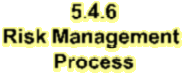 5.4.6
Risk Management
Process